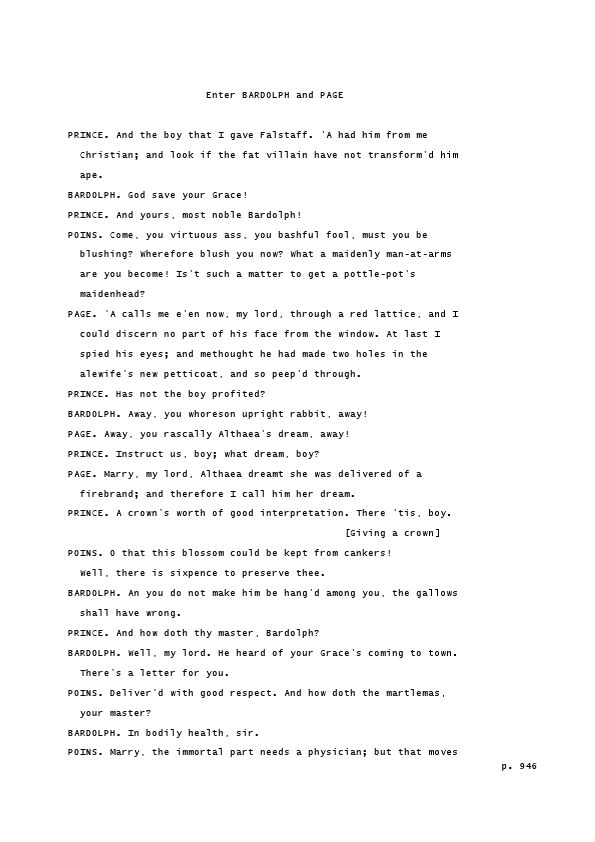 Enter BARDOLPH and PAGE
PRINCE. And the boy that I gave Falstaff. 'A had him from me
Christian; and look if the fat villain have not transform'd him
ape.
BARDOLPH. God save your Grace!
PRINCE. And yours, most noble Bardolph!
POINS. Come, you virtuous ass, you bashful fool, must you be
blushing? Wherefore blush you now? What a maidenly man-at-arms
are you become! Is't such a matter to get a pottle-pot's
maidenhead?
PAGE. 'A calls me e'en now, my lord, through a red lattice, and I
could discern no part of his face from the window. At last I
spied his eyes; and methought he had made two holes in the
alewife's new petticoat, and so peep'd through.
PRINCE. Has not the boy profited?
BARDOLPH. Away, you whoreson upright rabbit, away!
PAGE. Away, you rascally Althaea's dream, away!
PRINCE. Instruct us, boy; what dream, boy?
PAGE. Marry, my lord, Althaea dreamt she was delivered of a
firebrand; and therefore I call him her dream.
PRINCE. A crown's worth of good interpretation. There 'tis, boy.
[Giving a crown]
POINS. O that this blossom could be kept from cankers!
Well, there is sixpence to preserve thee.
BARDOLPH. An you do not make him be hang'd among you, the gallows
shall have wrong.
PRINCE. And how doth thy master, Bardolph?
BARDOLPH. Well, my lord. He heard of your Grace's coming to town.
There's a letter for you.
POINS. Deliver'd with good respect. And how doth the martlemas,
your master?
BARDOLPH. In bodily health, sir.
POINS. Marry, the immortal part needs a physician; but that moves
p. 946